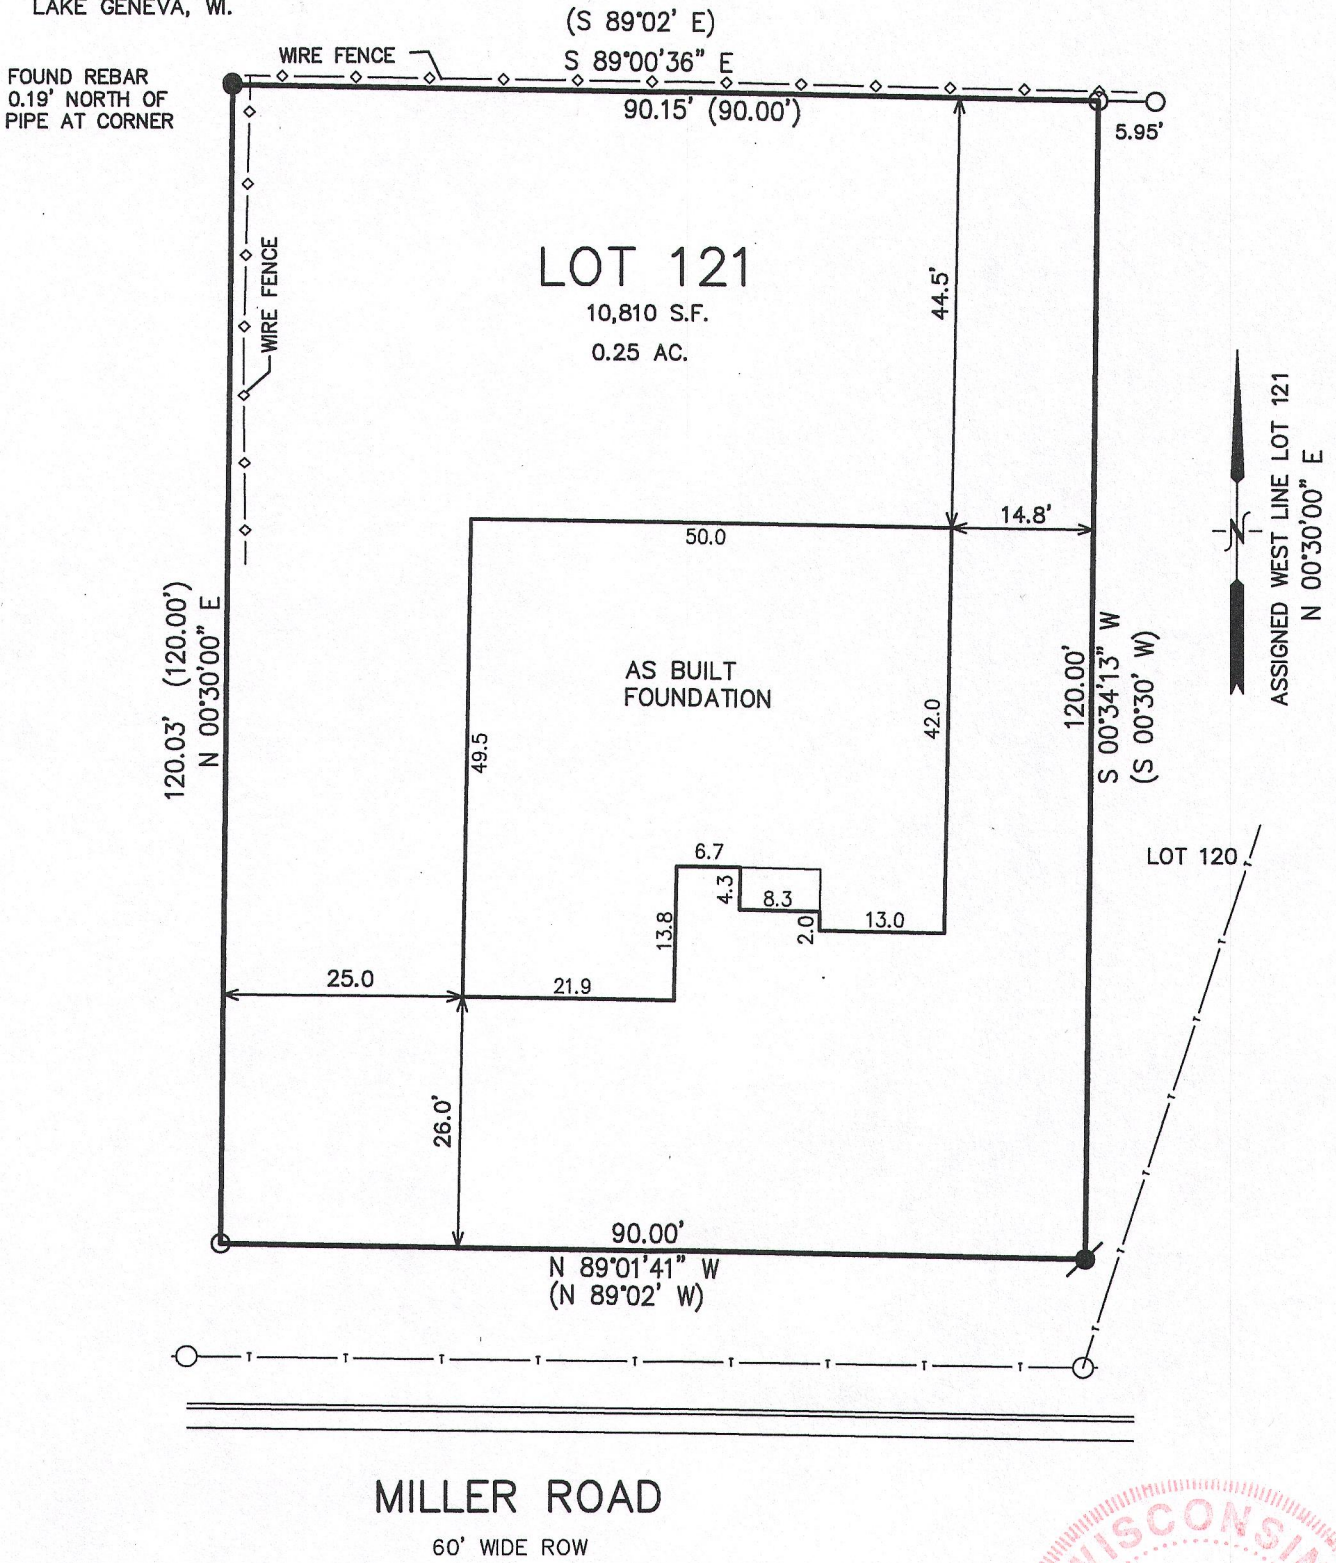 LAKE GENEVA, WI.
(S 89°02' E)
WIRE FENCE
S 89°00'36" E
FOUND REBAR
0.19' NORTH OF
PIPE AT CORNER
90.15' (90.00')
5.95'
WIRE FENCE
LOT 121
10,810 S.F.
0.25 AC.
44.5'
ASSIGNED WEST LINE LOT 121
N 00°30'00" E
N
14.8'
50.0
120.03' (120.00')
N 00°30'00" E
AS BUILT
FOUNDATION
49.5
42.0
120.00'
S 00°34'13" W
(S 00°30' W)
LOT 120
6.7
4.3
8.3
13.8
2.0
13.0
25.0
21.9
26.0'
90.00'
N 89°01'41" W
(N 89°02' W)
T T T T T T T T T
T T T T T T T
MILLER ROAD
60' WIDE ROW
WISCONSIN